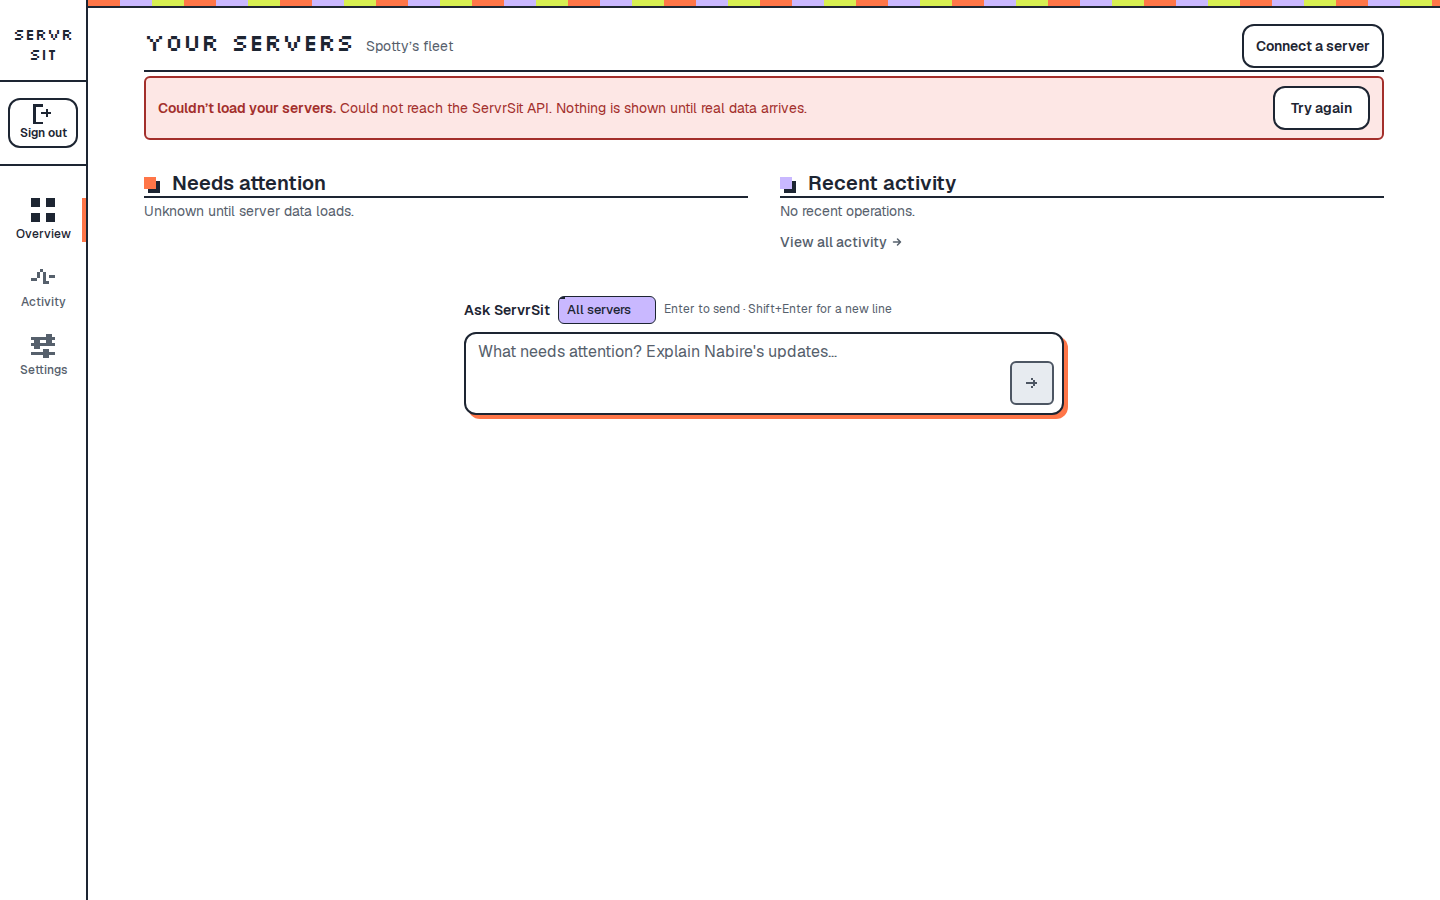 SERVR
SIT
Sign out
Overview
Activity
Settings
YOUR SERVERS Spotty's fleet
Connect a server
Couldn't load your servers. Could not reach the ServrSit API. Nothing is shown until real data arrives.
Try again
Needs attention
Unknown until server data loads.
Recent activity
No recent operations.
View all activity →
Ask ServrSit All servers Enter to send · Shift+Enter for a new line
What needs attention? Explain Nabire's updates...